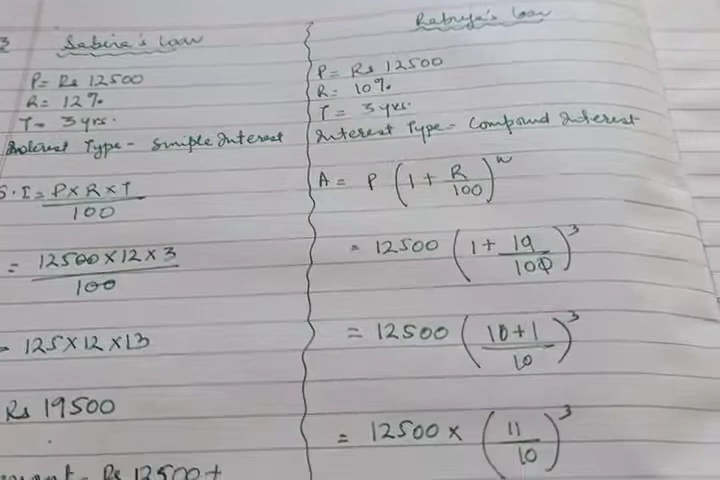 3 Sabina's Loan
P = Rs 12500
R = 12%
T = 3 yrs.
Interest Type - Simple Interest
S.I = P × R × T / 100
= 12500 × 12 × 3 / 100
= 125 × 12 × 13
Rs 19500
Rs 12500 +
Loan
P = Rs 12500
R = 10%
T = 3 yrs.
Interest Type - Compound Interest
A = P (1 + R/100)^n
= 12500 (1 + 10/100)^3
= 12500 (10+1/10)^3
= 12500 × (11/10)^3